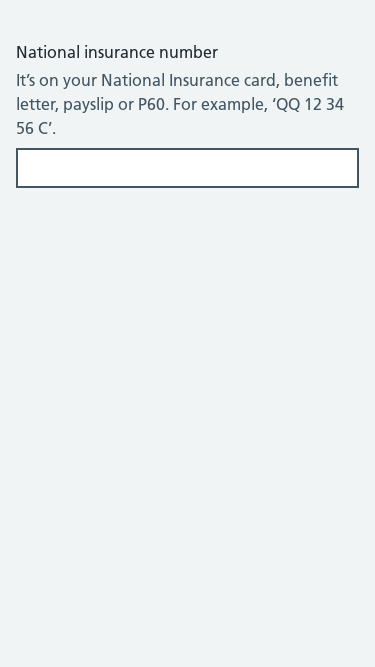 National insurance number
It’s on your National Insurance card, benefit
letter, payslip or P60. For example, ‘QQ 12 34
56 C’.